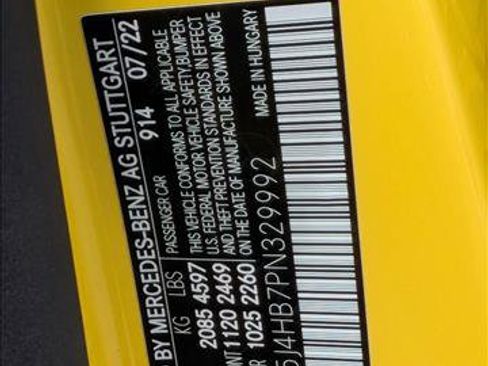 BY MERCEDES-BENZ AG STUTTGART
914 07/22
KG LBS PASSENGER CAR
2085 4597 THIS VEHICLE CONFORMS TO ALL APPLICABLE
1120 2469 U.S. FEDERAL MOTOR VEHICLE SAFETY, BUMPER
1025 2260 AND THEFT PREVENTION STANDARDS IN EFFECT
ON THE DATE OF MANUFACTURE SHOWN ABOVE
J4HB7PN329992 MADE IN HUNGARY